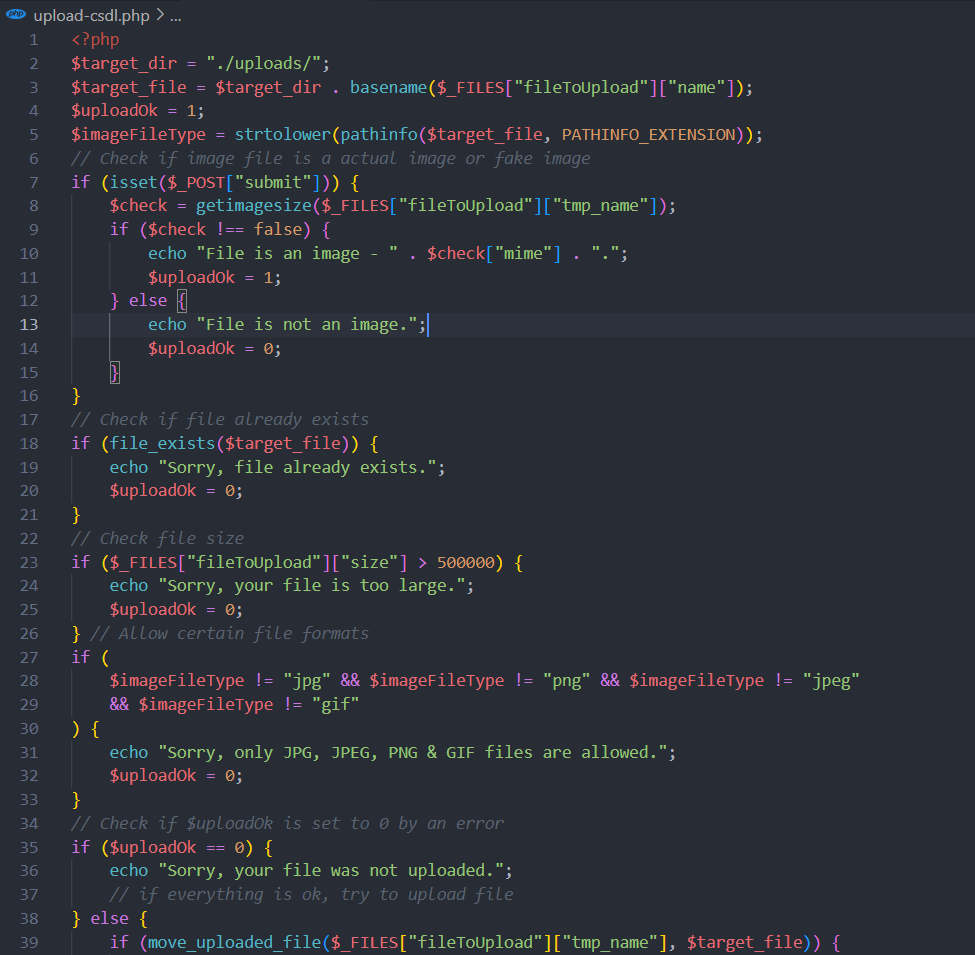 php upload-csdl.php > ...
1 <?php
2 $target_dir = "./uploads/";
3 $target_file = $target_dir . basename($_FILES["fileToUpload"]["name"]);
4 $uploadOk = 1;
5 $imageFileType = strtolower(pathinfo($target_file, PATHINFO_EXTENSION));
6 // Check if image file is a actual image or fake image
7 if (isset($_POST["submit"])) {
8     $check = getimagesize($_FILES["fileToUpload"]["tmp_name"]);
9     if ($check !== false) {
10         echo "File is an image - " . $check["mime"] . ".";
11         $uploadOk = 1;
12     } else {
13         echo "File is not an image.";
14         $uploadOk = 0;
15     }
16 }
17 // Check if file already exists
18 if (file_exists($target_file)) {
19     echo "Sorry, file already exists.";
20     $uploadOk = 0;
21 }
22 // Check file size
23 if ($_FILES["fileToUpload"]["size"] > 500000) {
24     echo "Sorry, your file is too large.";
25     $uploadOk = 0;
26 } // Allow certain file formats
27 if (
28     $imageFileType != "jpg" && $imageFileType != "png" && $imageFileType != "jpeg"
29     && $imageFileType != "gif"
30 ) {
31     echo "Sorry, only JPG, JPEG, PNG & GIF files are allowed.";
32     $uploadOk = 0;
33 }
34 // Check if $uploadOk is set to 0 by an error
35 if ($uploadOk == 0) {
36     echo "Sorry, your file was not uploaded.";
37     // if everything is ok, try to upload file
38 } else {
39     if (move_uploaded_file($_FILES["fileToUpload"]["tmp_name"], $target_file)) {